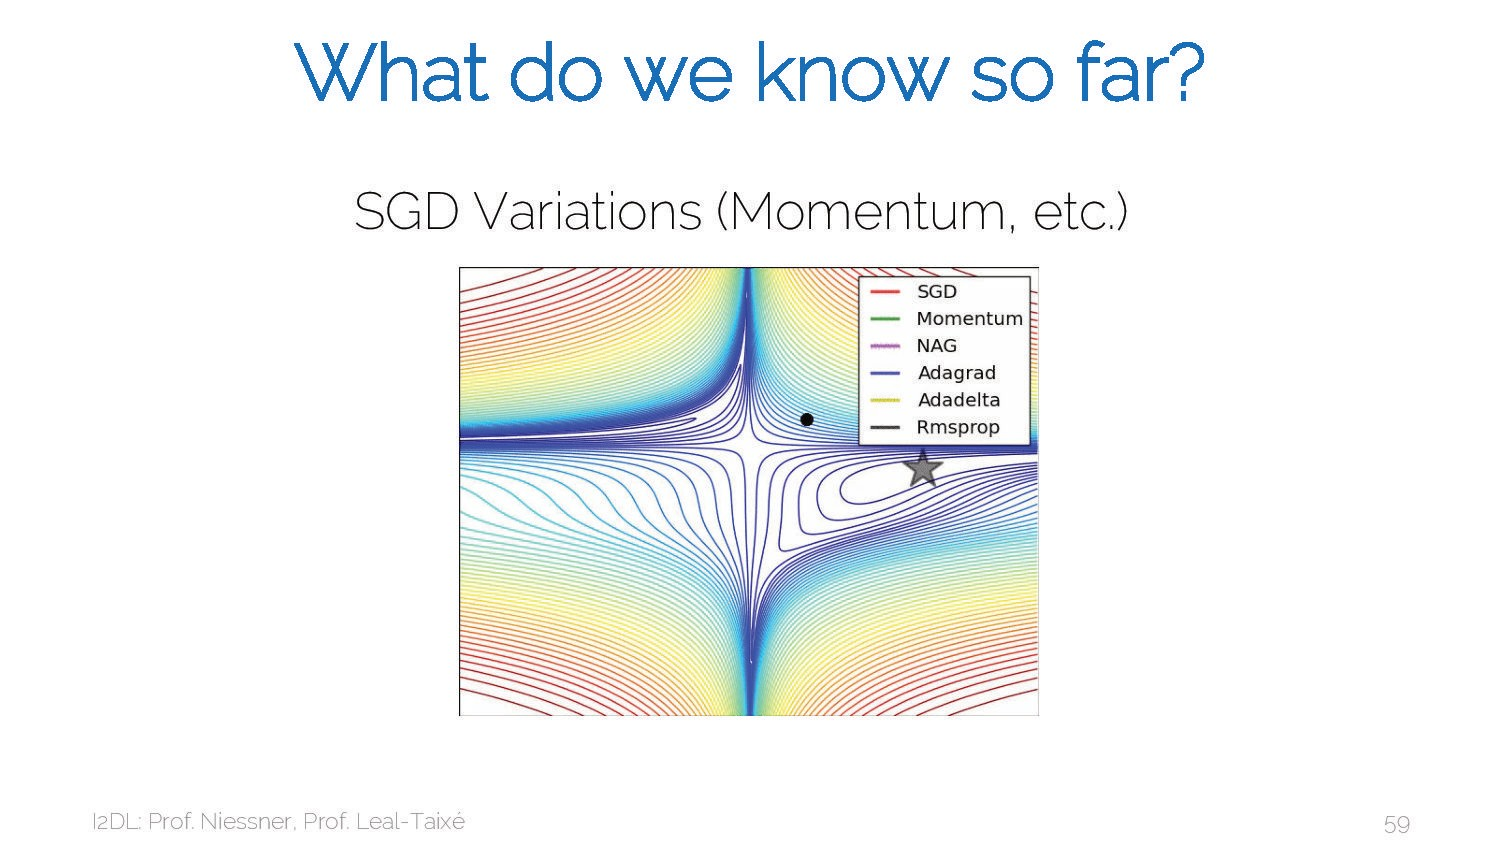 What do we know so far?
SGD Variations (Momentum, etc.)
SGD
Momentum
NAG
Adagrad
Adadelta
Rmsprop
I2DL: Prof. Niessner, Prof. Leal-Taixé
59